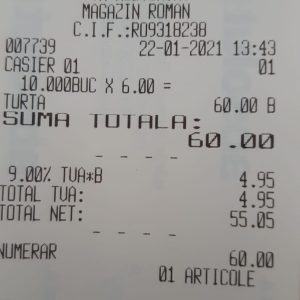 MAGAZIN ROMAN
C.I.F.:RO9318238
007739 22-01-2021 13:43
CASIER 01 01
10.000BUC X 6.00 =
TURTA 60.00 B
SUMA TOTALA:
60.00
- - - -
9.00% TVA*B 4.95
TOTAL TVA: 4.95
TOTAL NET: 55.05
- - - -
NUMERAR 60.00
01 ARTICOLE